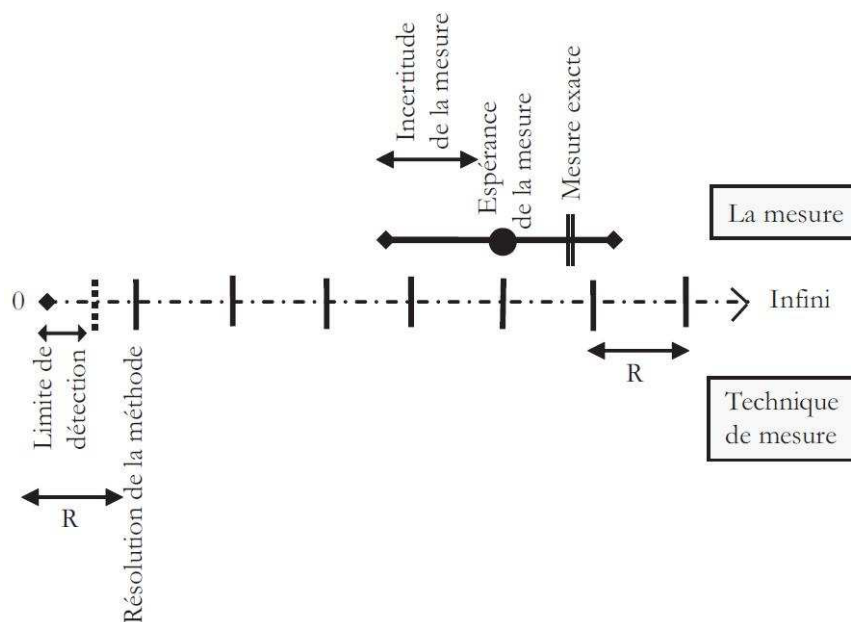 Incertitude
de la mesure
Espérance
de la mesure
Mesure exacte
La mesure
0
Infini
Limite de
détection
R
Résolution de la méthode
R
Technique
de mesure